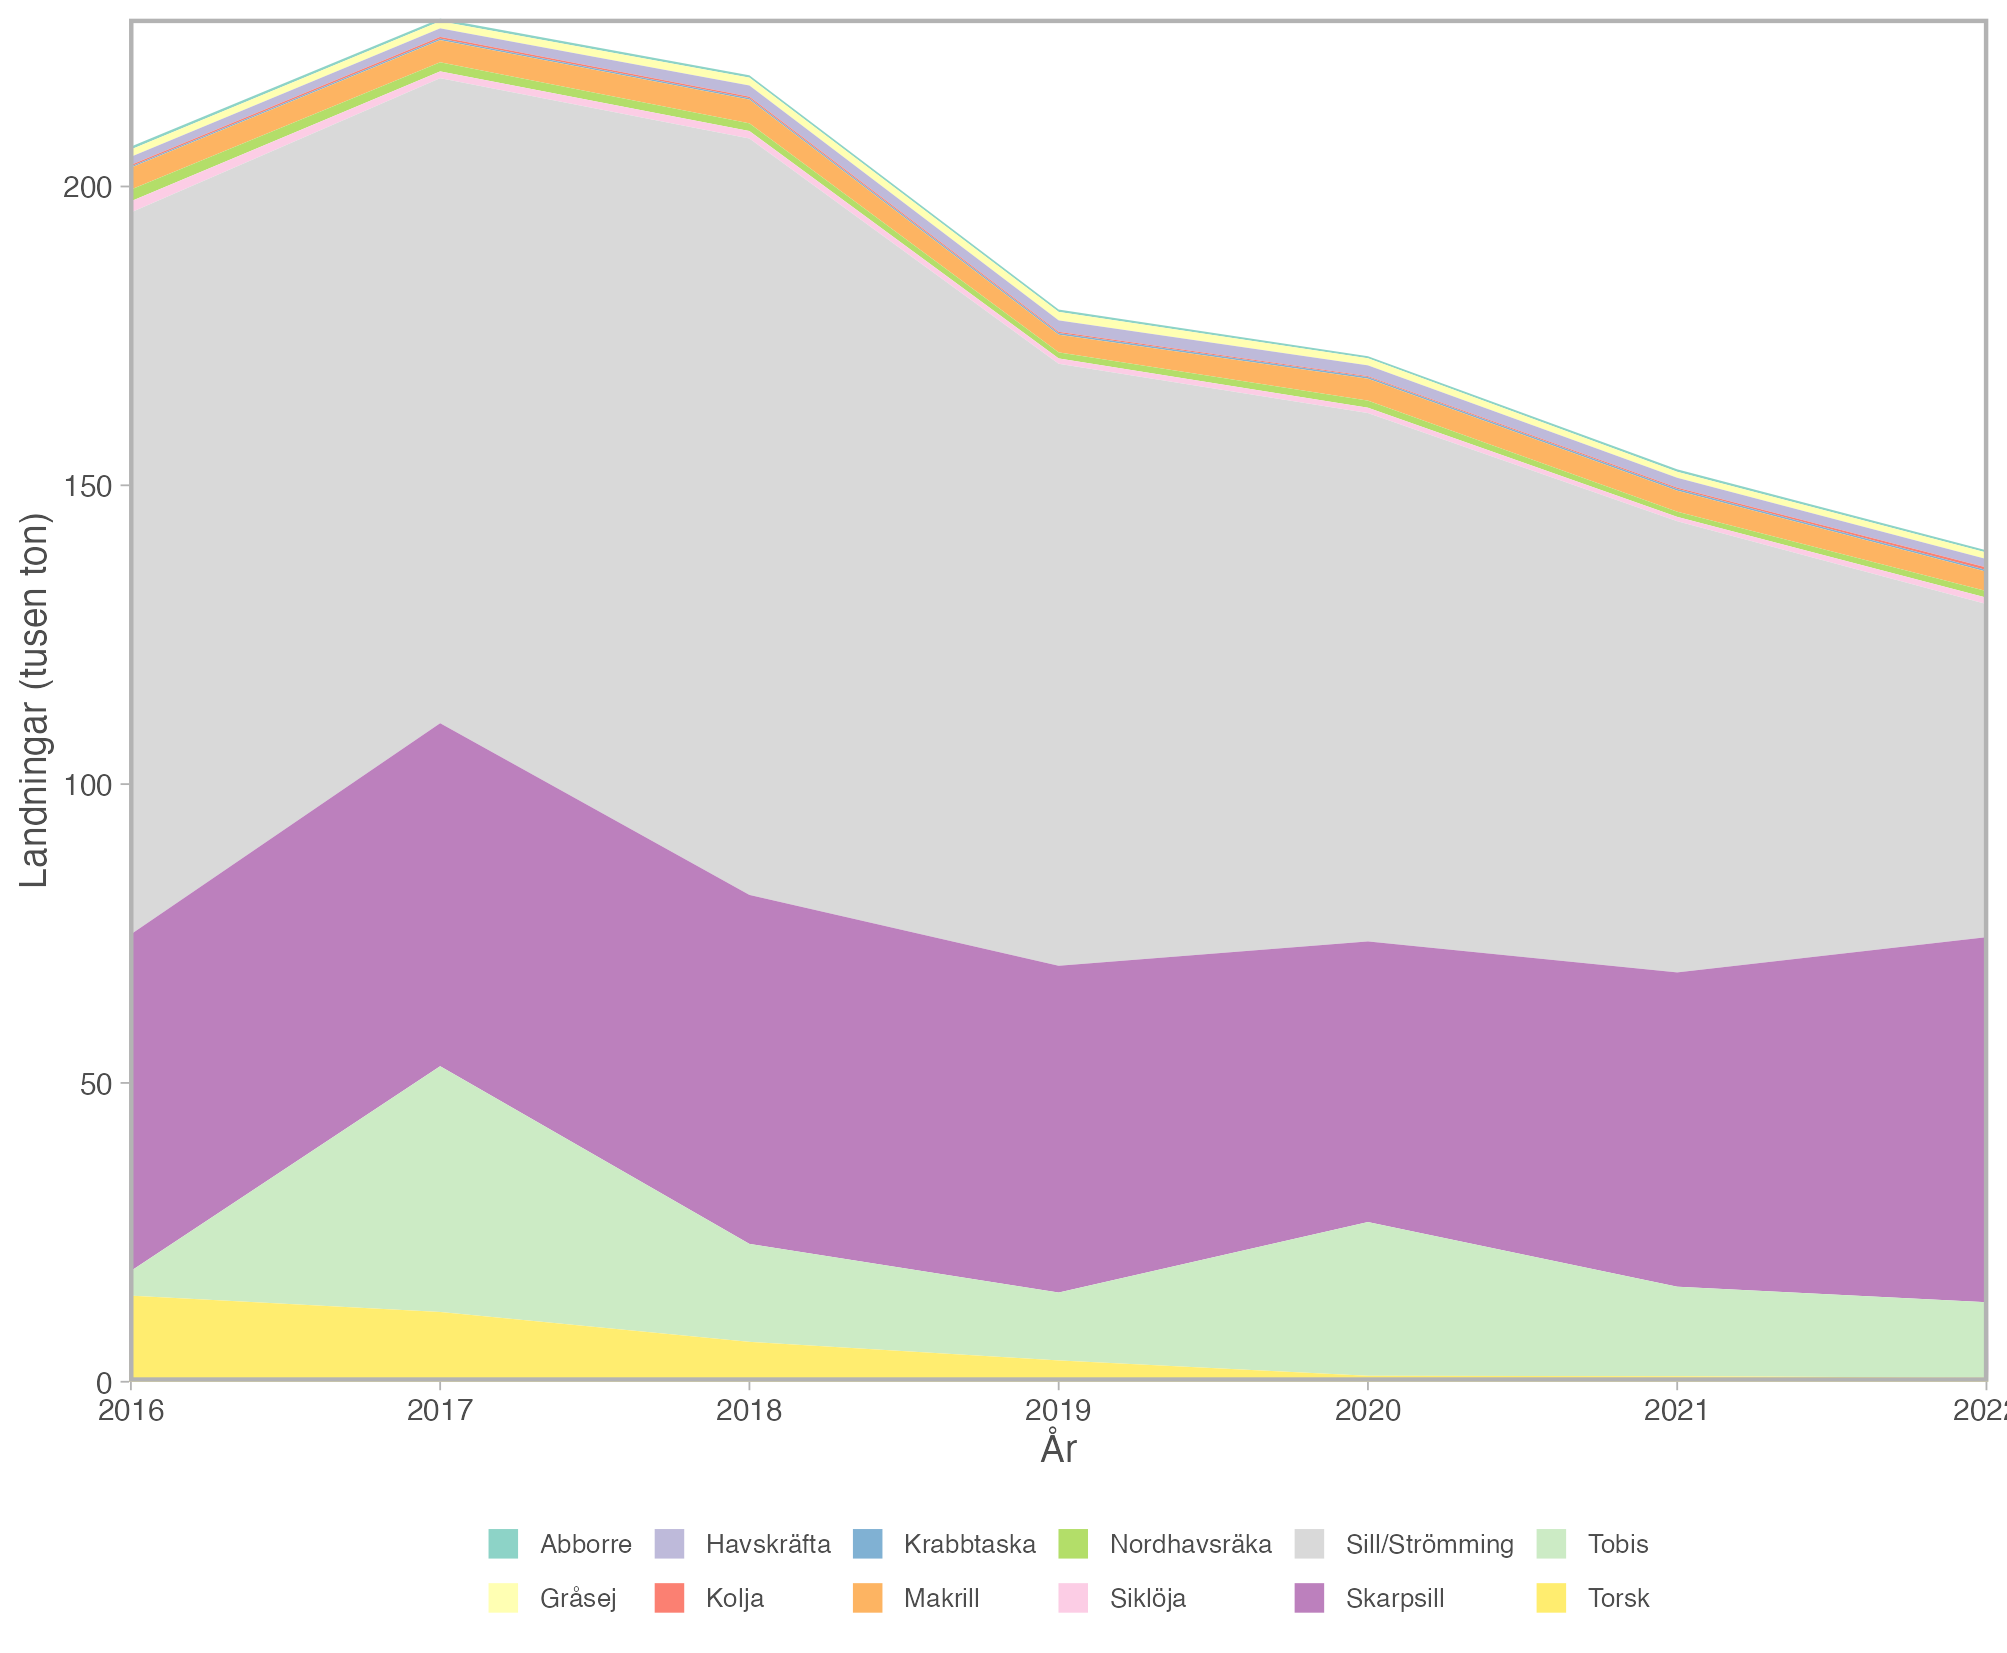 Landningar (tusen ton)
200
150
100
50
0
2016 2017 2018 2019 2020 2021 2022
År
Abborre Havskräfta Krabbtaska Nordhavsräka Sill/Strömming Tobis
Gråsej Kolja Makrill Siklöja Skarpsill Torsk